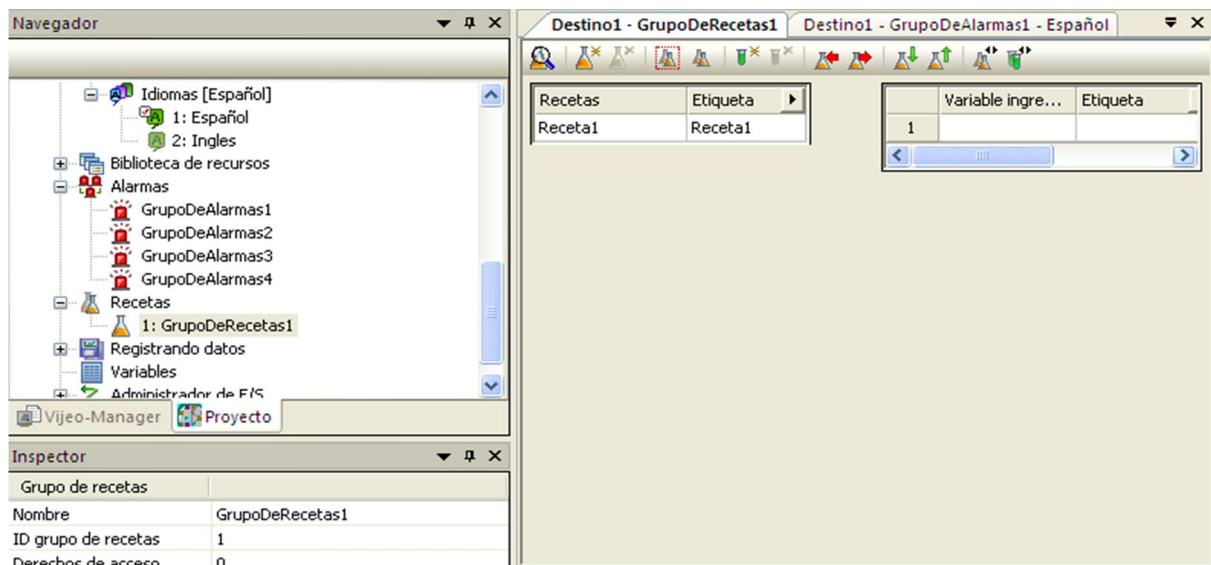 Navegador
Idiomas [Español]
1: Español
2: Ingles
Biblioteca de recursos
Alarmas
GrupoDeAlarmas1
GrupoDeAlarmas2
GrupoDeAlarmas3
GrupoDeAlarmas4
Recetas
1: GrupoDeRecetas1
Registrando datos
Variables
Administrador de E/S
Vijeo-Manager Proyecto
Inspector
Grupo de recetas
Nombre GrupoDeRecetas1
ID grupo de recetas 1
Derechos de acceso 0
Destino1 - GrupoDeRecetas1 Destino1 - GrupoDeAlarmas1 - Español
Recetas Etiqueta
Receta1 Receta1
Variable ingre... Etiqueta
1